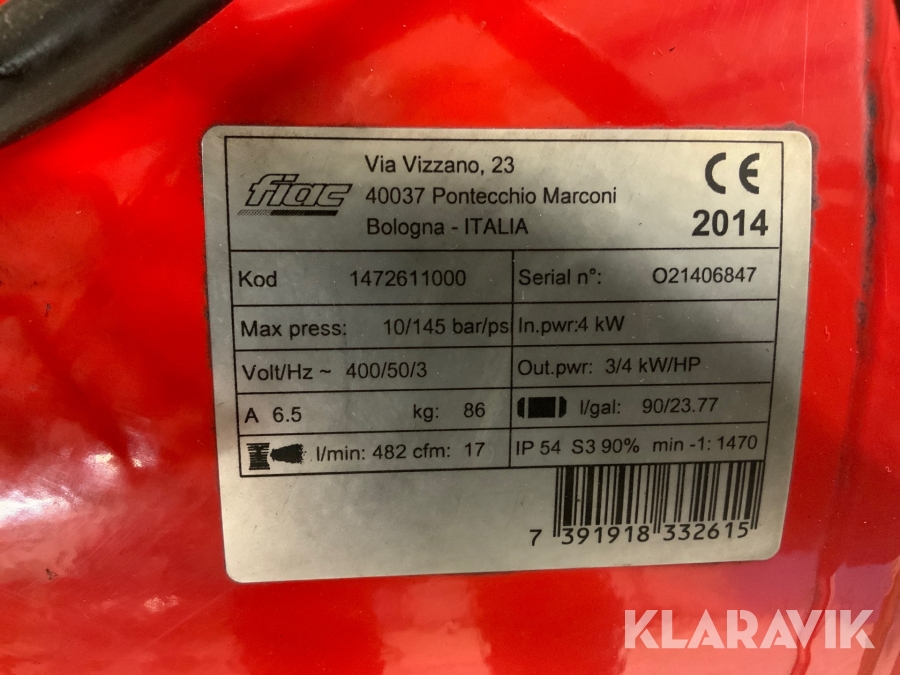 fiac
Via Vizzano, 23
40037 Pontecchio Marconi
Bologna - ITALIA
CE
2014
Kod 1472611000 Serial n°: O21406847
Max press: 10/145 bar/ps In.pwr:4 kW
Volt/Hz ~ 400/50/3 Out.pwr: 3/4 kW/HP
A 6.5 kg: 86 l/gal: 90/23.77
l/min: 482 cfm: 17 IP 54 S3 90% min -1: 1470
7 391918 332615
KLARAVIK